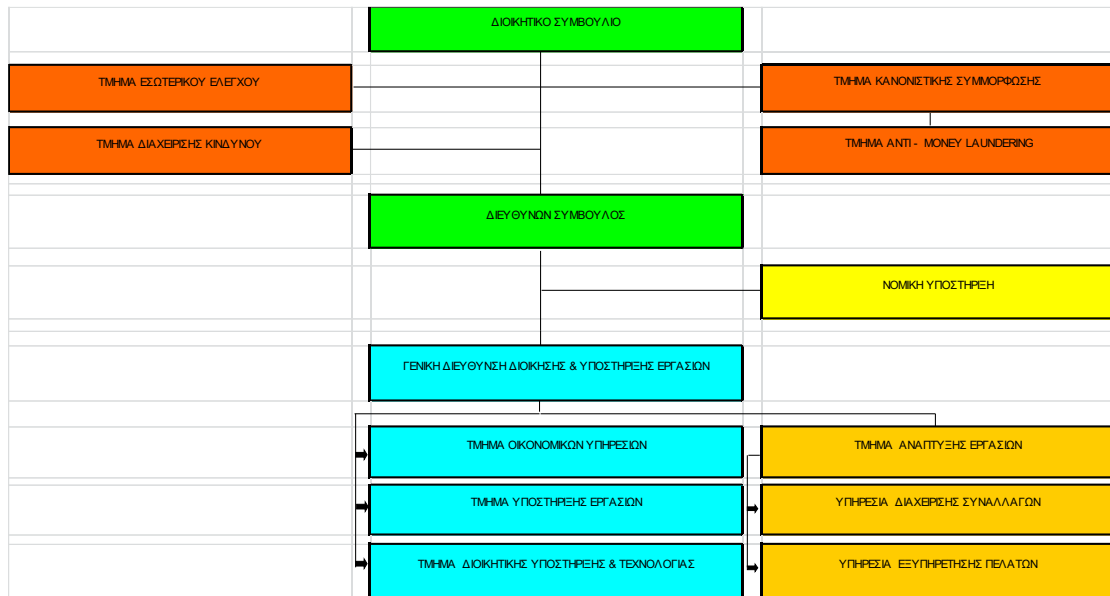 ΔΙΟΙΚΗΤΙΚΟ ΣΥΜΒΟΥΛΙΟ
ΤΜΗΜΑ ΕΣΩΤΕΡΙΚΟΥ ΕΛΕΓΧΟΥ
ΤΜΗΜΑ ΚΑΝΟΝΙΣΤΙΚΗΣ ΣΥΜΜΟΡΦΩΣΗΣ
ΤΜΗΜΑ ΔΙΑΧΕΙΡΙΣΗΣ ΚΙΝΔΥΝΟΥ
ΤΜΗΜΑ ANTI - MONEY LAUNDERING
ΔΙΕΥΘΥΝΩΝ ΣΥΜΒΟΥΛΟΣ
ΝΟΜΙΚΗ ΥΠΟΣΤΗΡΙΞΗ
ΓΕΝΙΚΗ ΔΙΕΥΘΥΝΣΗ ΔΙΟΙΚΗΣΗΣ & ΥΠΟΣΤΗΡΙΞΗΣ ΕΡΓΑΣΙΩΝ
ΤΜΗΜΑ ΟΙΚΟΝΟΜΙΚΩΝ ΥΠΗΡΕΣΙΩΝ
ΤΜΗΜΑ ΑΝΑΠΤΥΞΗΣ ΕΡΓΑΣΙΩΝ
ΤΜΗΜΑ ΥΠΟΣΤΗΡΙΞΗΣ ΕΡΓΑΣΙΩΝ
ΥΠΗΡΕΣΙΑ ΔΙΑΧΕΙΡΙΣΗΣ ΣΥΝΑΛΛΑΓΩΝ
ΤΜΗΜΑ ΔΙΟΙΚΗΤΙΚΗΣ ΥΠΟΣΤΗΡΙΞΗΣ & ΤΕΧΝΟΛΟΓΙΑΣ
ΥΠΗΡΕΣΙΑ ΕΞΥΠΗΡΕΤΗΣΗΣ ΠΕΛΑΤΩΝ